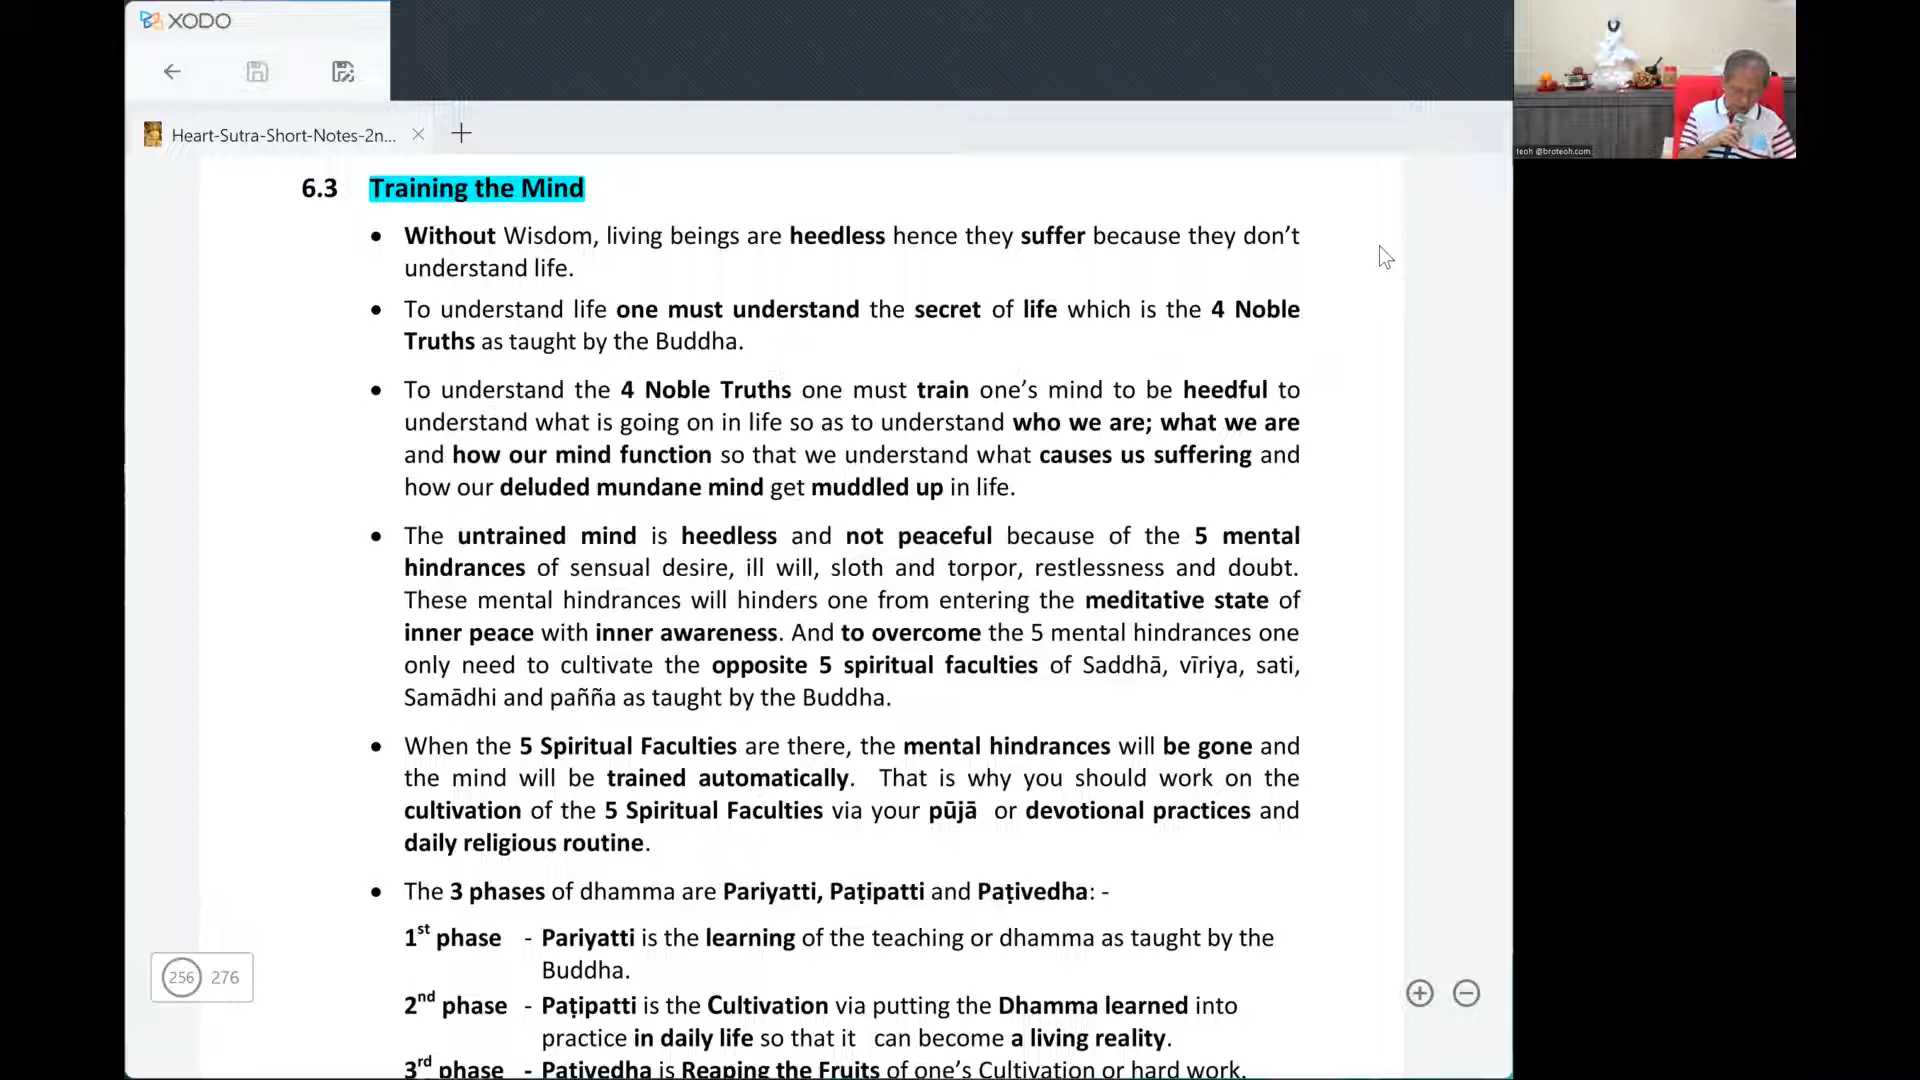 XODO
Heart-Sutra-Short-Notes-2n...
teoh @broteoh.com
6.3 Training the Mind
• Without Wisdom, living beings are heedless hence they suffer because they don’t
understand life.
• To understand life one must understand the secret of life which is the 4 Noble
Truths as taught by the Buddha.
• To understand the 4 Noble Truths one must train one’s mind to be heedful to
understand what is going on in life so as to understand who we are; what we are
and how our mind function so that we understand what causes us suffering and
how our deluded mundane mind get muddled up in life.
• The untrained mind is heedless and not peaceful because of the 5 mental
hindrances of sensual desire, ill will, sloth and torpor, restlessness and doubt.
These mental hindrances will hinders one from entering the meditative state of
inner peace with inner awareness. And to overcome the 5 mental hindrances one
only need to cultivate the opposite 5 spiritual faculties of Saddhā, vīriya, sati,
Samādhi and pañña as taught by the Buddha.
• When the 5 Spiritual Faculties are there, the mental hindrances will be gone and
the mind will be trained automatically. That is why you should work on the
cultivation of the 5 Spiritual Faculties via your pūjā or devotional practices and
daily religious routine.
• The 3 phases of dhamma are Pariyatti, Paṭipatti and Paṭivedha: -
1st phase - Pariyatti is the learning of the teaching or dhamma as taught by the
Buddha.
2nd phase - Paṭipatti is the Cultivation via putting the Dhamma learned into
practice in daily life so that it can become a living reality.
3rd phase - Pativedha is Reaping the Fruits of one’s Cultivation or hard work.
256 276